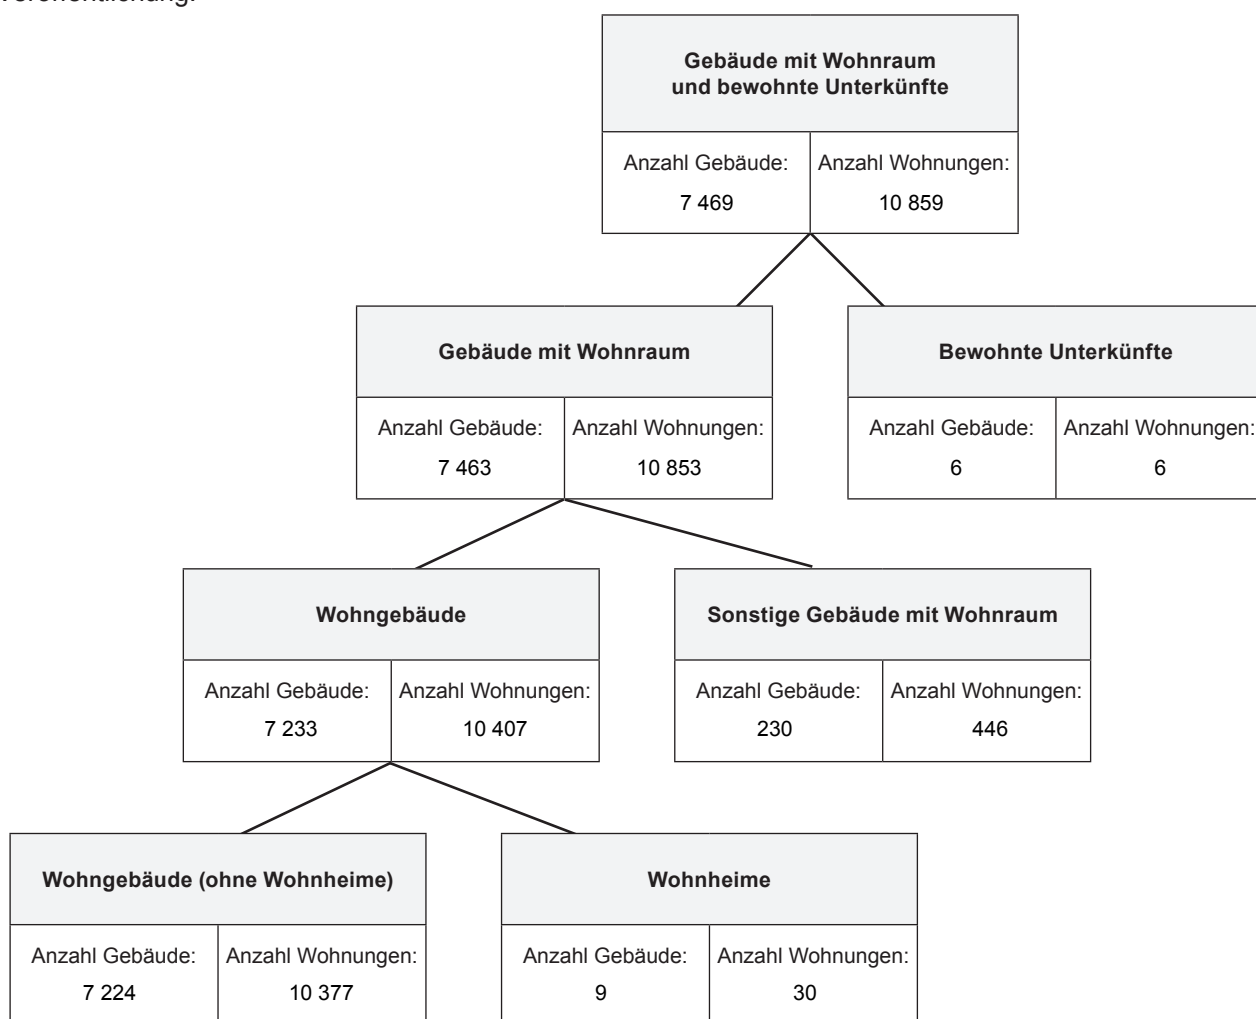 Veröffentlichung.
Gebäude mit Wohnraum
und bewohnte Unterkünfte
Anzahl Gebäude: Anzahl Wohnungen:
7 469 10 859
Gebäude mit Wohnraum
Bewohnte Unterkünfte
Anzahl Gebäude: Anzahl Wohnungen:
7 463 10 853
Anzahl Gebäude: Anzahl Wohnungen:
6 6
Wohngebäude
Sonstige Gebäude mit Wohnraum
Anzahl Gebäude: Anzahl Wohnungen:
7 233 10 407
Anzahl Gebäude: Anzahl Wohnungen:
230 446
Wohngebäude (ohne Wohnheime)
Wohnheime
Anzahl Gebäude: Anzahl Wohnungen:
7 224 10 377
Anzahl Gebäude: Anzahl Wohnungen:
9 30